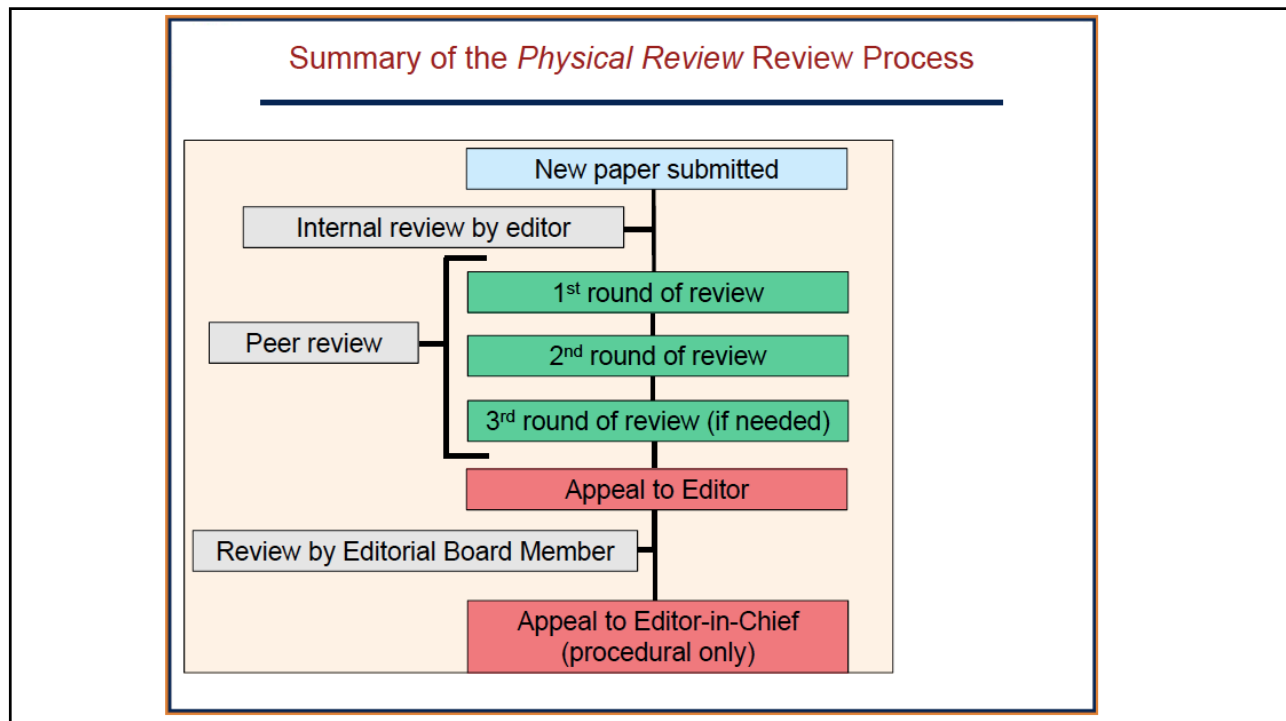 Summary of the Physical Review Review Process
New paper submitted
Internal review by editor
1st round of review
Peer review
2nd round of review
3rd round of review (if needed)
Appeal to Editor
Review by Editorial Board Member
Appeal to Editor-in-Chief
(procedural only)